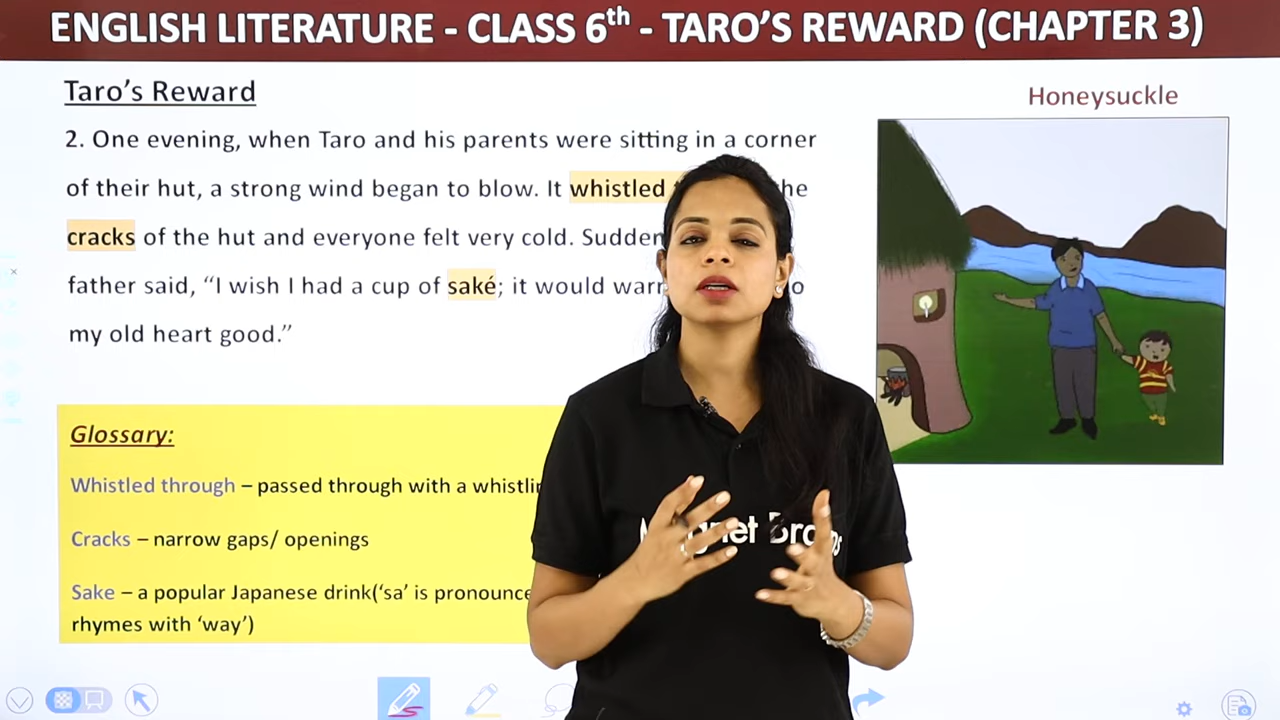 ENGLISH LITERATURE - CLASS 6th - TARO'S REWARD (CHAPTER 3)
Taro's Reward
Honeysuckle
2. One evening, when Taro and his parents were sitting in a corner
of their hut, a strong wind began to blow. It whistled he
cracks of the hut and everyone felt very cold. Sudden
father said, “I wish I had a cup of saké; it would warm
my old heart good.”
Glossary:
Whistled through – passed through with a whistlin
Cracks – narrow gaps/ openings
Sake – a popular Japanese drink(‘sa’ is pronounce
rhymes with ‘way’)
Magnet Brains